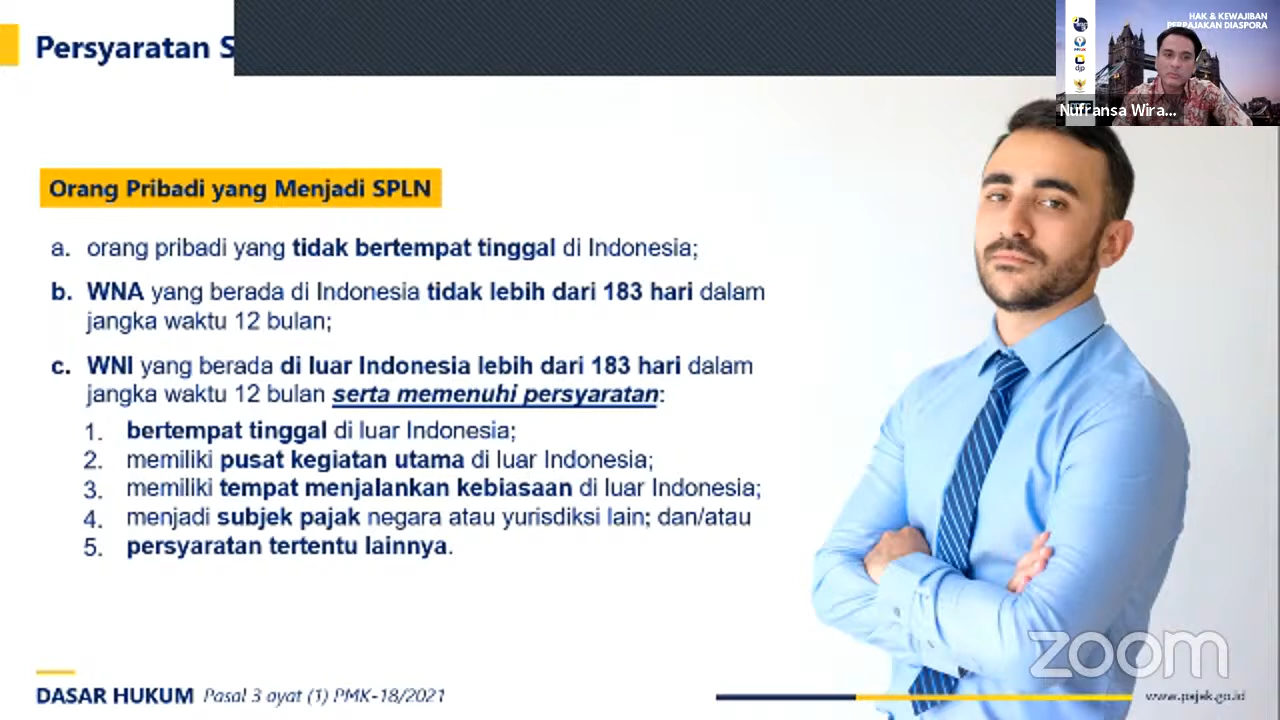 Persyaratan S
HAK & KEWAJIBAN
PERPAJAKAN DIASPORA
djp
Nufransa Wira...
Orang Pribadi yang Menjadi SPLN
a. orang pribadi yang tidak bertempat tinggal di Indonesia;
b. WNA yang berada di Indonesia tidak lebih dari 183 hari dalam
jangka waktu 12 bulan;
c. WNI yang berada di luar Indonesia lebih dari 183 hari dalam
jangka waktu 12 bulan serta memenuhi persyaratan:
1. bertempat tinggal di luar Indonesia;
2. memiliki pusat kegiatan utama di luar Indonesia;
3. memiliki tempat menjalankan kebiasaan di luar Indonesia;
4. menjadi subjek pajak negara atau yurisdiksi lain; dan/atau
5. persyaratan tertentu lainnya.
zoom
DASAR HUKUM Pasal 3 ayat (1) PMK-18/2021
www.pajak.go.id